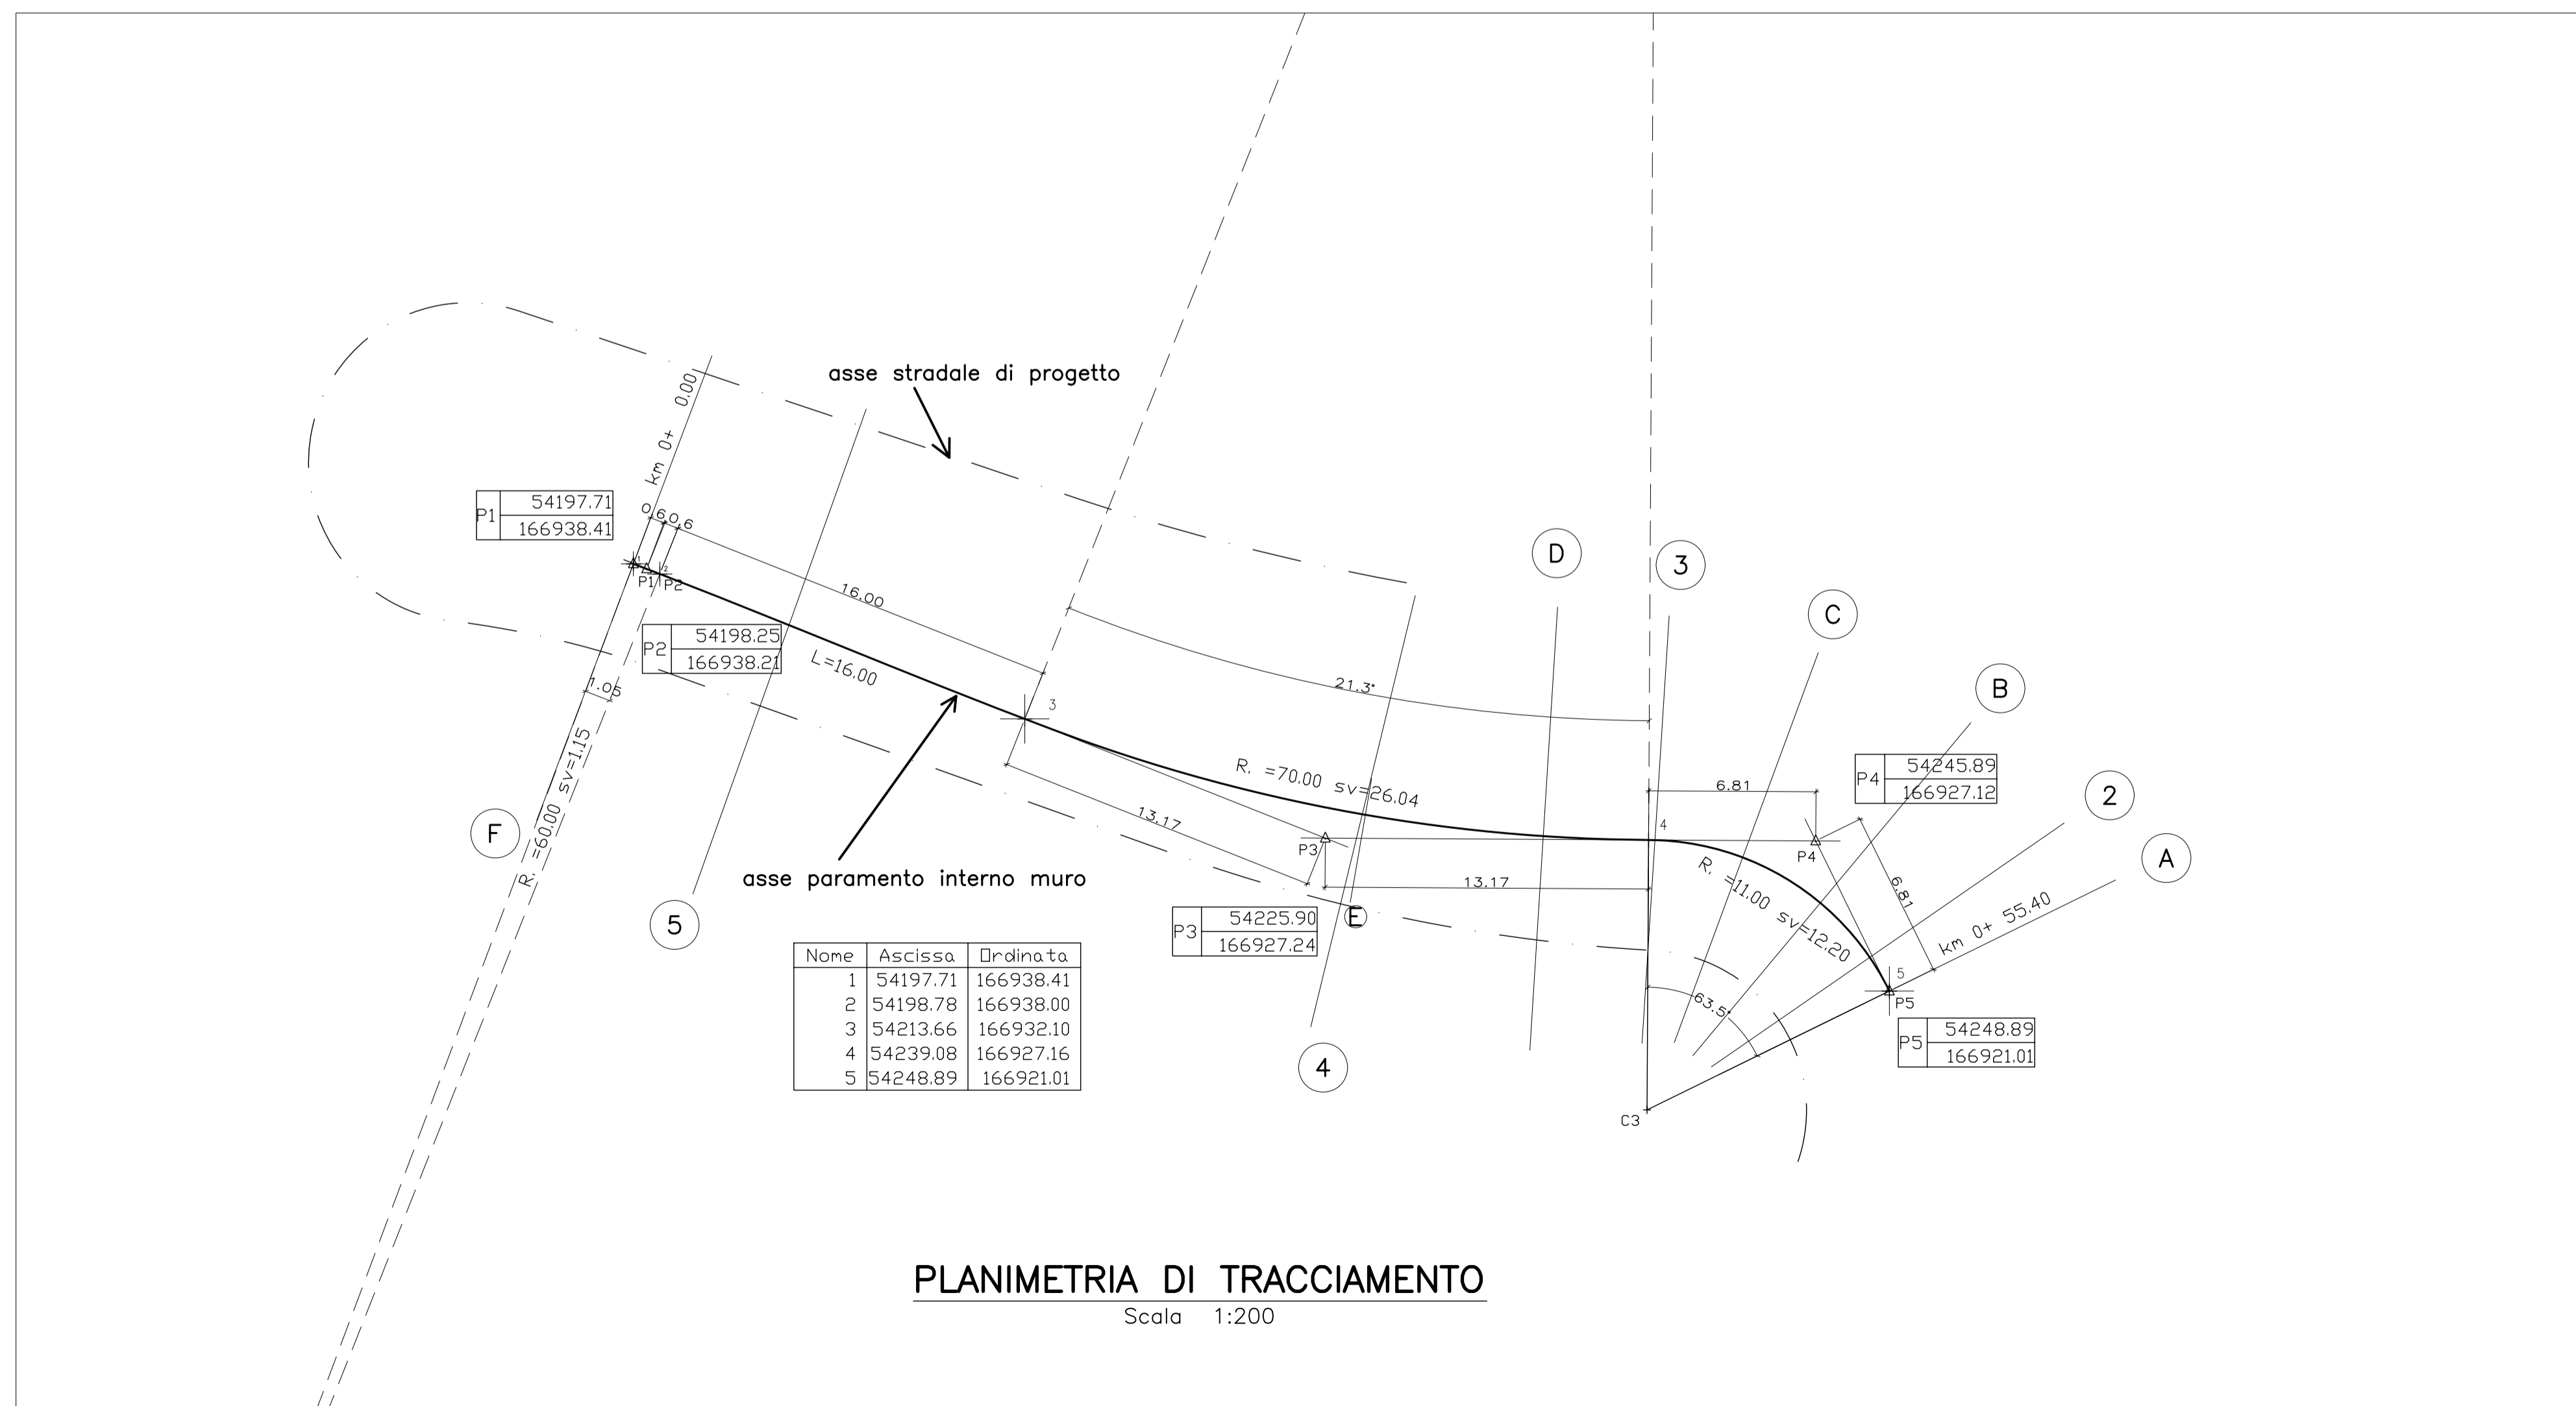 asse stradale di progetto
km 0+ 0.00
P1 54197.71
166938.41
0.6 0.6
1
P1
2
P2
16.00
D
3
C
P2 54198.25
166938.21
L=16.00
1.05
3
21.3°
B
R. =60.00 sv=1.15
R. =70.00 sv=26.04
P4 54245.89
166927.12
6.81
2
F
13.17
4
P3
P4
A
asse paramento interno muro
13.17
R. =11.00 sv=12.20
6.81
km 0+ 55.40
5
P3 54225.90
166927.24
E
Nome Ascissa Ordinata
1 54197.71 166938.41
2 54198.78 166938.00
3 54213.66 166932.10
4 54239.08 166927.16
5 54248.89 166921.01
63.5°
5
P5
P5 54248.89
166921.01
4
C3
PLANIMETRIA DI TRACCIAMENTO
Scala 1:200